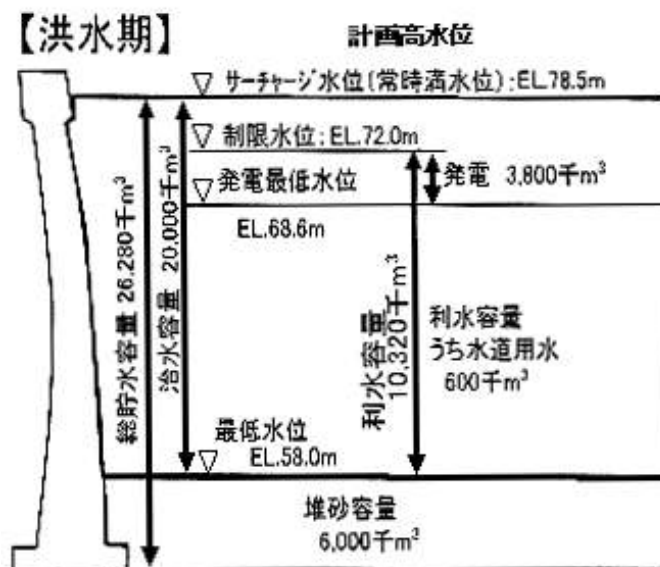 【洪水期】
計画高水位
▽ サーチャージ水位(常時満水位):EL.78.5m
▽ 制限水位:EL.72.0m
発電 3,800千m³
▽ 発電最低水位
EL.68.6m
総貯水容量 26,280千m³
治水容量 20,000千m³
利水容量
10,320千m³
利水容量
うち水道用水
600千m³
最低水位
▽ EL.58.0m
堆砂容量
6,000千m³